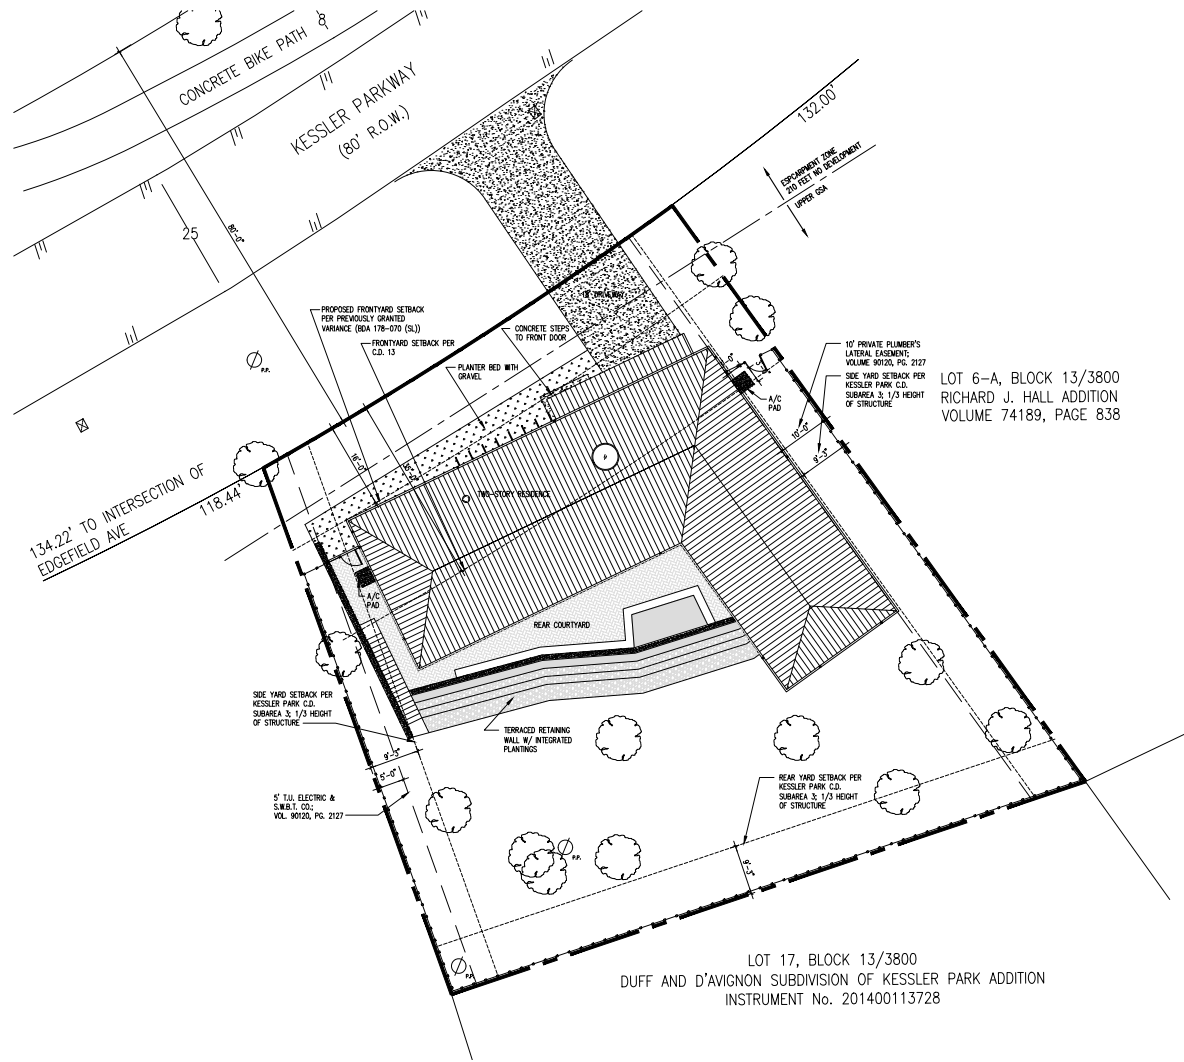 8
CONCRETE BIKE PATH
KESSLER PARKWAY
(80' R.O.W.)
132.00'
ESPCARPMENT ZONE
210 FEET NO DEVELOPMENT
UPPER GSA
25
80'-0"
PROPOSED FRONTYARD SETBACK
PER PREVIOUSLY GRANTED
VARIANCE (BDA 178-070 (SL))
FRONTYARD SETBACK PER
C.D. 13
CONCRETE STEPS
TO FRONT DOOR
PLANTER BED WITH
GRAVEL
P.P.
10' PRIVATE PLUMBER'S
LATERAL EASEMENT;
VOLUME 90120, PG. 2127
SIDE YARD SETBACK PER
KESSLER PARK C.D.
SUBAREA 3; 1/3 HEIGHT
OF STRUCTURE
LOT 6-A, BLOCK 13/3800
RICHARD J. HALL ADDITION
VOLUME 74189, PAGE 838
A/C
PAD
10'-0"
9'-3"
16'-0"
TWO-STORY RESIDENCE
134.22' TO INTERSECTION OF
EDGEFIELD AVE
118.44'
A/C
PAD
REAR COURTYARD
SIDE YARD SETBACK PER
KESSLER PARK C.D.
SUBAREA 3; 1/3 HEIGHT
OF STRUCTURE
TERRACED RETAINING
WALL W/ INTEGRATED
PLANTINGS
9'-3"
5'-0"
5' T.U. ELECTRIC &
S.W.B.T. CO.;
VOL. 90120, PG. 2127
REAR YARD SETBACK PER
KESSLER PARK C.D.
SUBAREA 3; 1/3 HEIGHT
OF STRUCTURE
P.P.
9'-3"
P.P.
LOT 17, BLOCK 13/3800
DUFF AND D'AVIGNON SUBDIVISION OF KESSLER PARK ADDITION
INSTRUMENT No. 201400113728